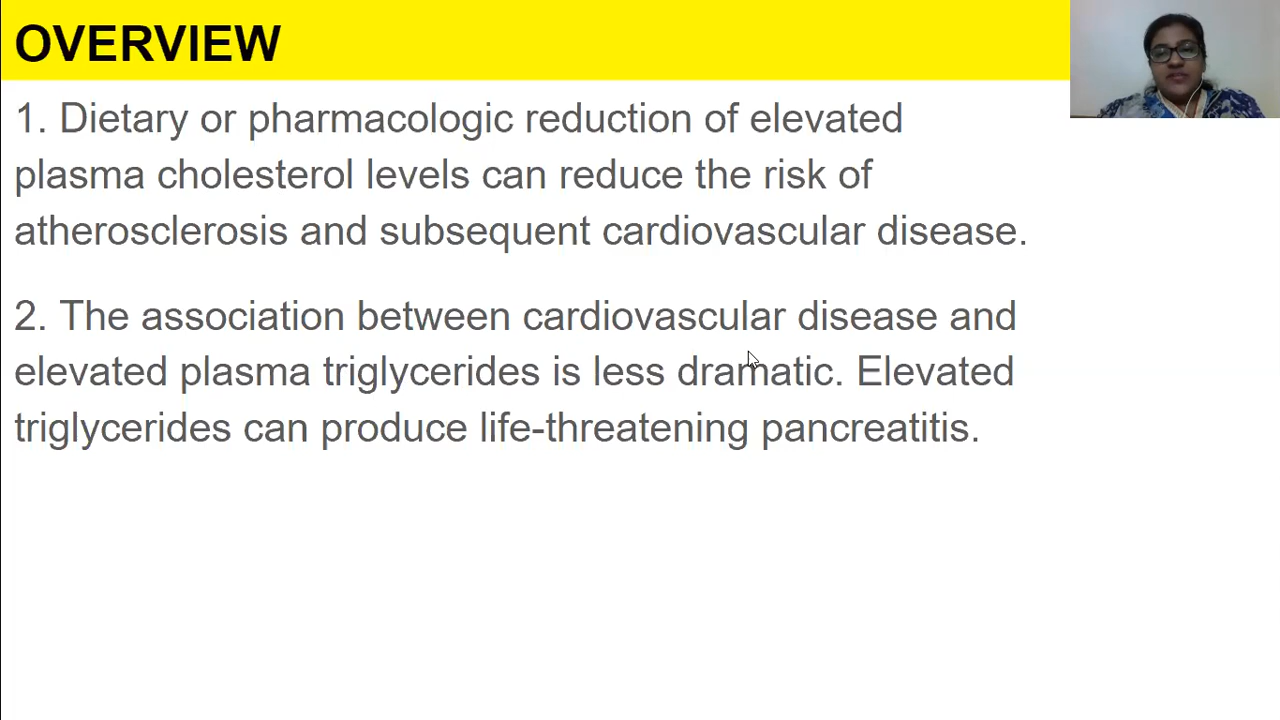 OVERVIEW
1. Dietary or pharmacologic reduction of elevated
plasma cholesterol levels can reduce the risk of
atherosclerosis and subsequent cardiovascular disease.
2. The association between cardiovascular disease and
elevated plasma triglycerides is less dramatic. Elevated
triglycerides can produce life-threatening pancreatitis.